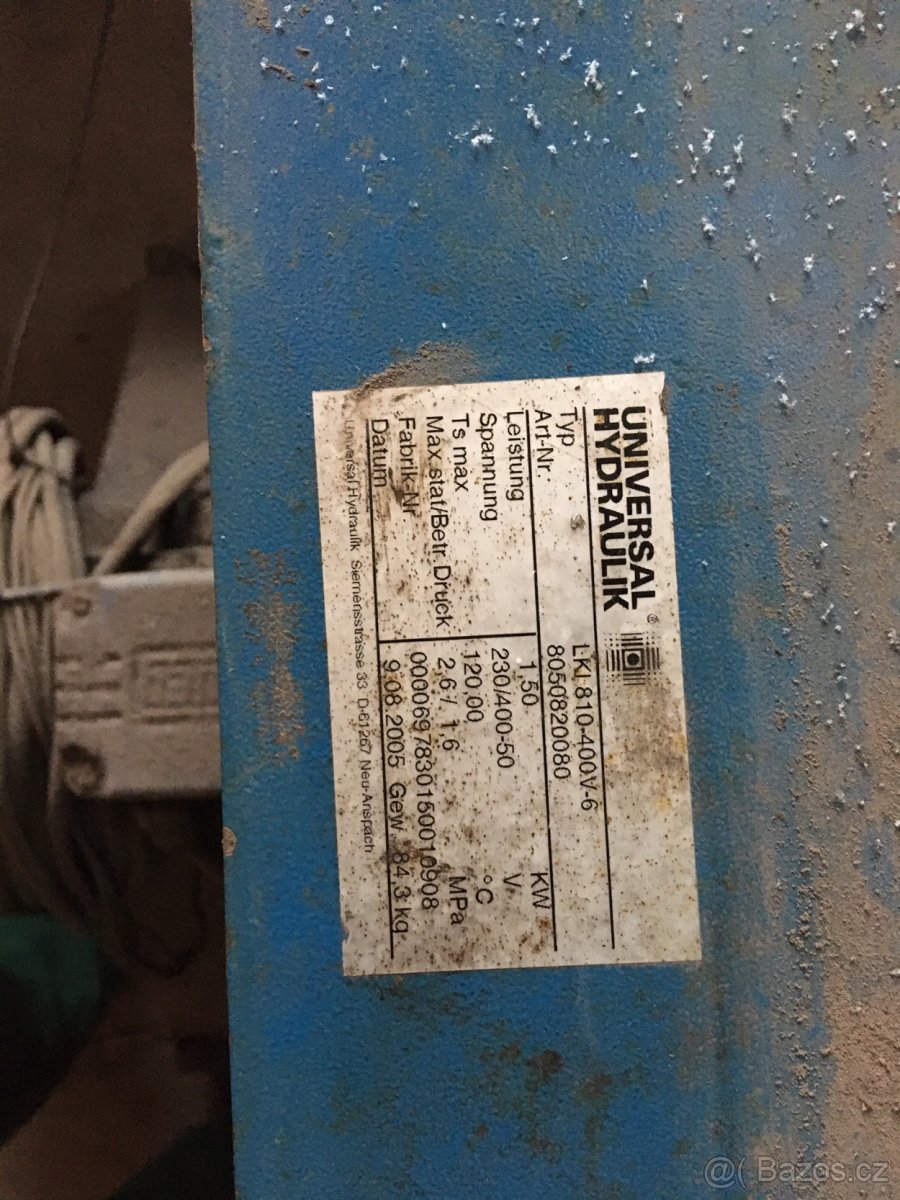 UNIVERSAL ®
HYDRAULIK
Typ LKI 810-400V-6
Art-Nr 8050820080
Leistung 1,50 KW
Spannung 230/400-50 V
Ts max 120,00 °C
Max.stat/Betr.Druck 2,6 / 1,6 MPa
Fabrik-Nr 0000697830150010908
Datum 9.08.2005 Gew 84,3 kg
Universal Hydraulik Siemensstrasse 33 D-61267 Neu-Anspach
@( Bazos.cz